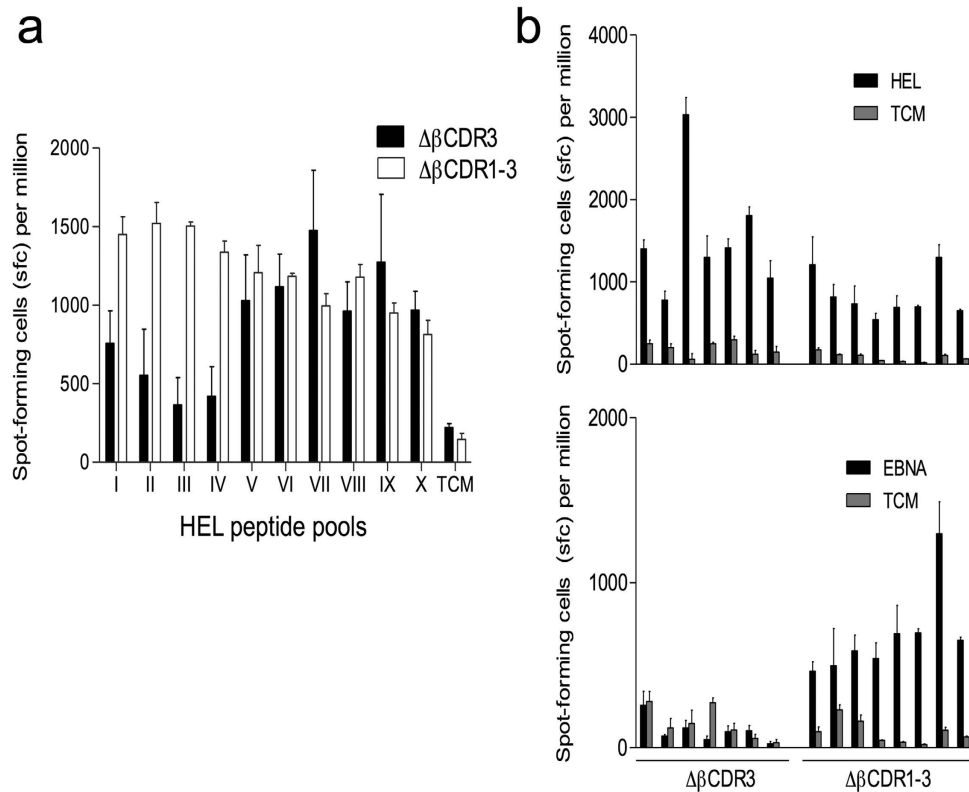 a
Spot-forming cells (sfc) per million
2000
1500
1000
500
0
ΔβCDR3
ΔβCDR1-3
I II III IV V VI VII VIII IX X TCM
HEL peptide pools
b
Spot-forming cells (sfc) per million
4000
3000
2000
1000
0
HEL
TCM
Spot-forming cells (sfc) per million
2000
1000
0
EBNA
TCM
ΔβCDR3 ΔβCDR1-3